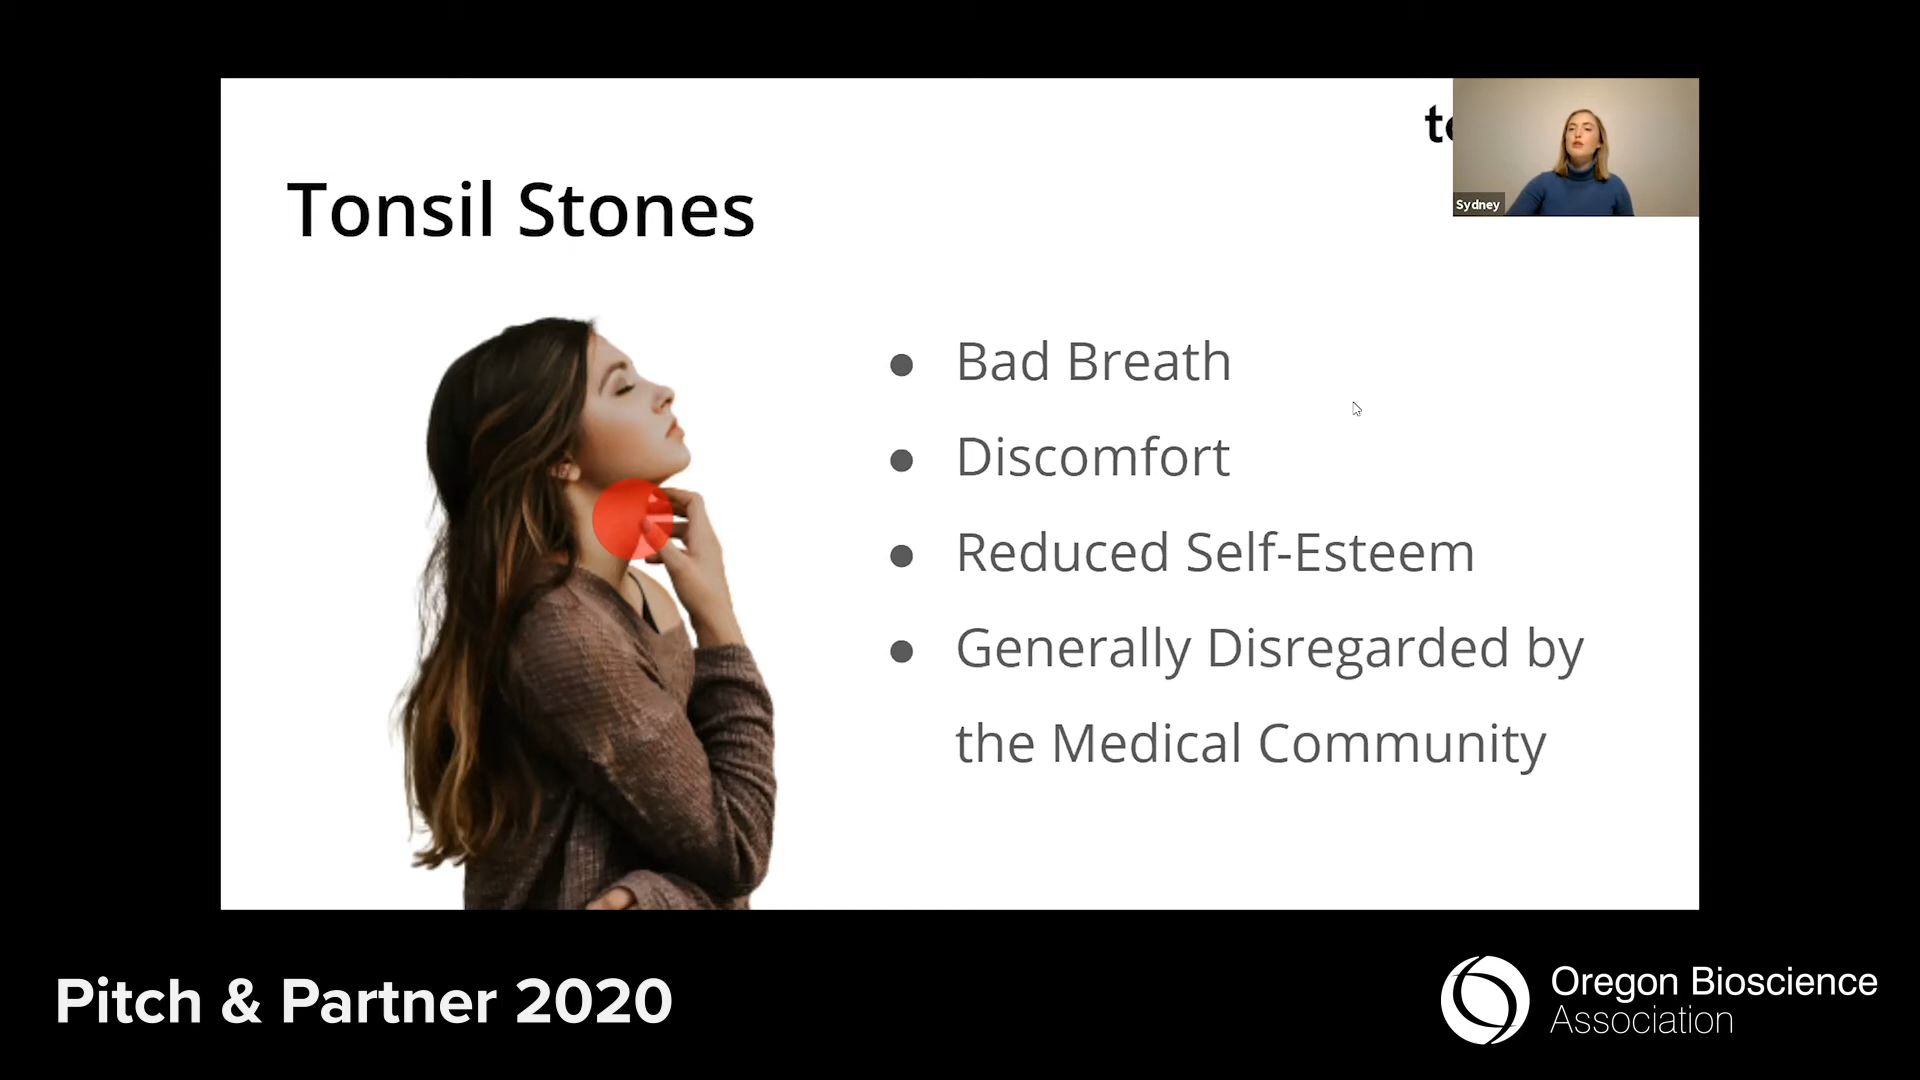 Sydney
Tonsil Stones
Bad Breath
Discomfort
Reduced Self-Esteem
Generally Disregarded by
the Medical Community
Pitch & Partner 2020
Oregon Bioscience
Association